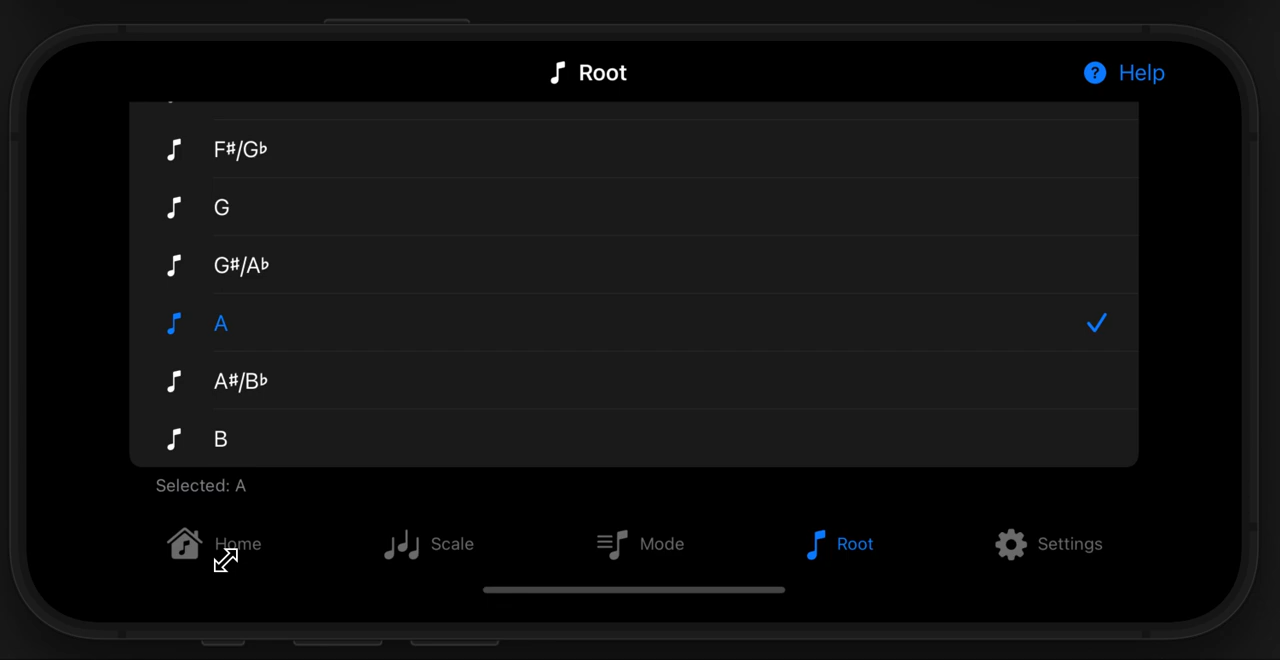 Root
Help
F♯/G♭
G
G♯/A♭
A
A♯/B♭
B
Selected: A
Home
Scale
Mode
Root
Settings